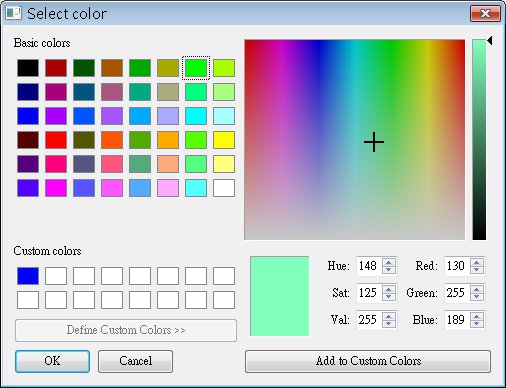 Select color
Basic colors
Custom colors
Define Custom Colors >>
OK
Cancel
Hue: 148
Red: 130
Sat: 125
Green: 255
Val: 255
Blue: 189
Add to Custom Colors